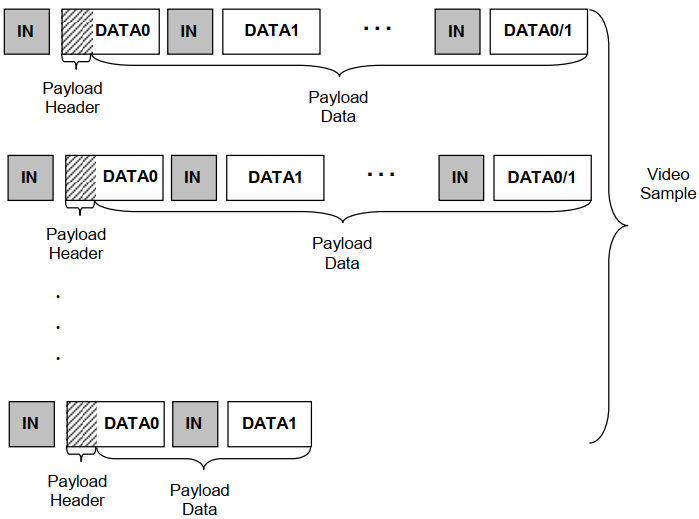 IN DATA0 IN DATA1 ... IN DATA0/1
Payload
Header
Payload
Data
IN DATA0 IN DATA1 ... IN DATA0/1
Video
Sample
Payload
Header
Payload
Data
.
.
.
IN DATA0 IN DATA1
Payload
Header
Payload
Data